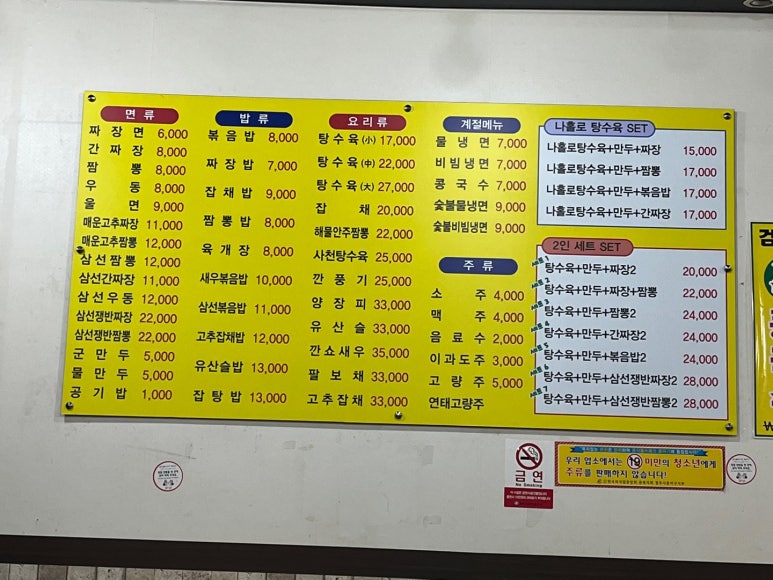 면 류
짜 장 면 6,000
간 짜 장 8,000
짬 뽕 8,000
우 동 8,000
울 면 9,000
매운고추짜장 11,000
매운고추짬뽕 12,000
삼 선 짬 뽕 12,000
삼선간짜장 11,000
삼 선 우 동 12,000
삼선쟁반짜장 22,000
삼선쟁반짬뽕 22,000
군 만 두 5,000
물 만 두 5,000
공 기 밥 1,000
밥 류
볶 음 밥 8,000
짜 장 밥 7,000
잡 채 밥 9,000
짬 뽕 밥 8,000
육 개 장 8,000
새우볶음밥 10,000
삼선볶음밥 11,000
고추잡채밥 12,000
유산슬밥 13,000
잡 탕 밥 13,000
요 리 류
탕 수 육 (小) 17,000
탕 수 육 (中) 22,000
탕 수 육 (大) 27,000
잡 채 20,000
해물안주짬뽕 22,000
사천탕수육 25,000
깐 풍 기 25,000
양 장 피 33,000
유 산 슬 33,000
깐 쇼 새 우 35,000
팔 보 채 33,000
고 추 잡 채 33,000
계절메뉴
물 냉 면 7,000
비 빔 냉 면 7,000
콩 국 수 7,000
숯불물냉면 9,000
숯불비빔냉면 9,000
주 류
소 주 4,000
맥 주 4,000
음 료 수 2,000
이 과 도 주 3,000
고 량 주 5,000
연태고량주
나홀로 탕수육 SET
나홀로탕수육+만두+짜장 15,000
나홀로탕수육+만두+짬뽕 17,000
나홀로탕수육+만두+볶음밥 17,000
나홀로탕수육+만두+간짜장 17,000
2인 세트 SET
세트 1
탕수육+만두+짜장2 20,000
세트 2
탕수육+만두+짜장+짬뽕 22,000
세트 3
탕수육+만두+짬뽕2 24,000
세트 4
탕수육+만두+간짜장2 24,000
세트 5
탕수육+만두+볶음밥2 24,000
세트 6
탕수육+만두+삼선쟁반짜장2 28,000
세트 7
탕수육+만두+삼선쟁반짬뽕2 28,000
금 연
No Smoking
우리 업소에서는 19 미만의 청소년에게
주류를 판매하지 않습니다!
검
₩